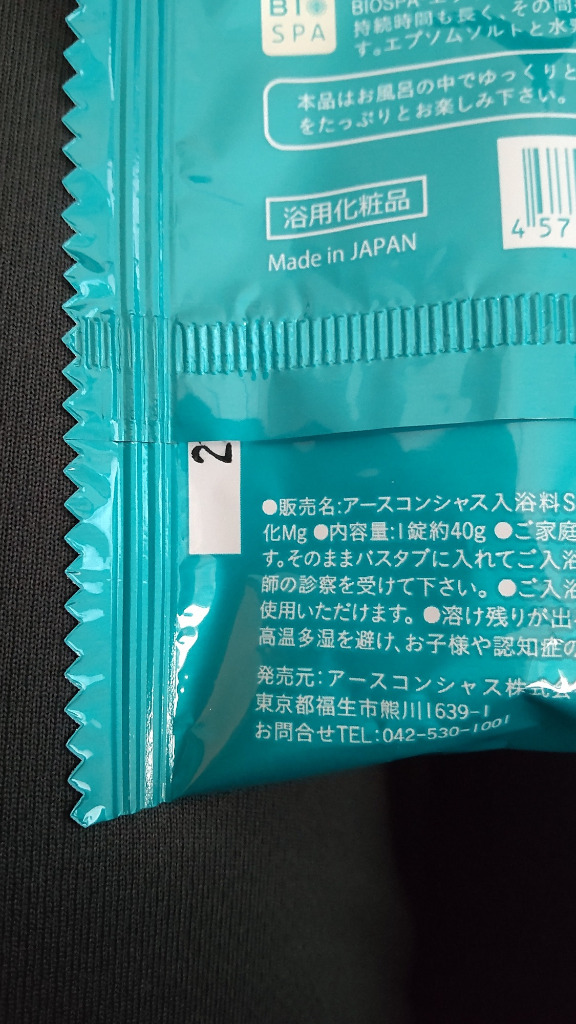 BIO
SPA
BIOSPA
持続時間も長く、その間
す。エプソムソルトと水
本品はお風呂の中でゆっくりと
をたっぷりとお楽しみ下さい。
浴用化粧品
Made in JAPAN
4 57
2
●販売名:アースコンシャス入浴料S
化Mg ●内容量:1錠約40g ●ご家庭
す。そのままバスタブに入れてご入浴
師の診察を受けて下さい。 ●ご入浴
使用いただけます。 ●溶け残りが出
高温多湿を避け、お子様や認知症の
発売元:アースコンシャス株式会
東京都福生市熊川1639-1
お問合せTEL:042-530-1001